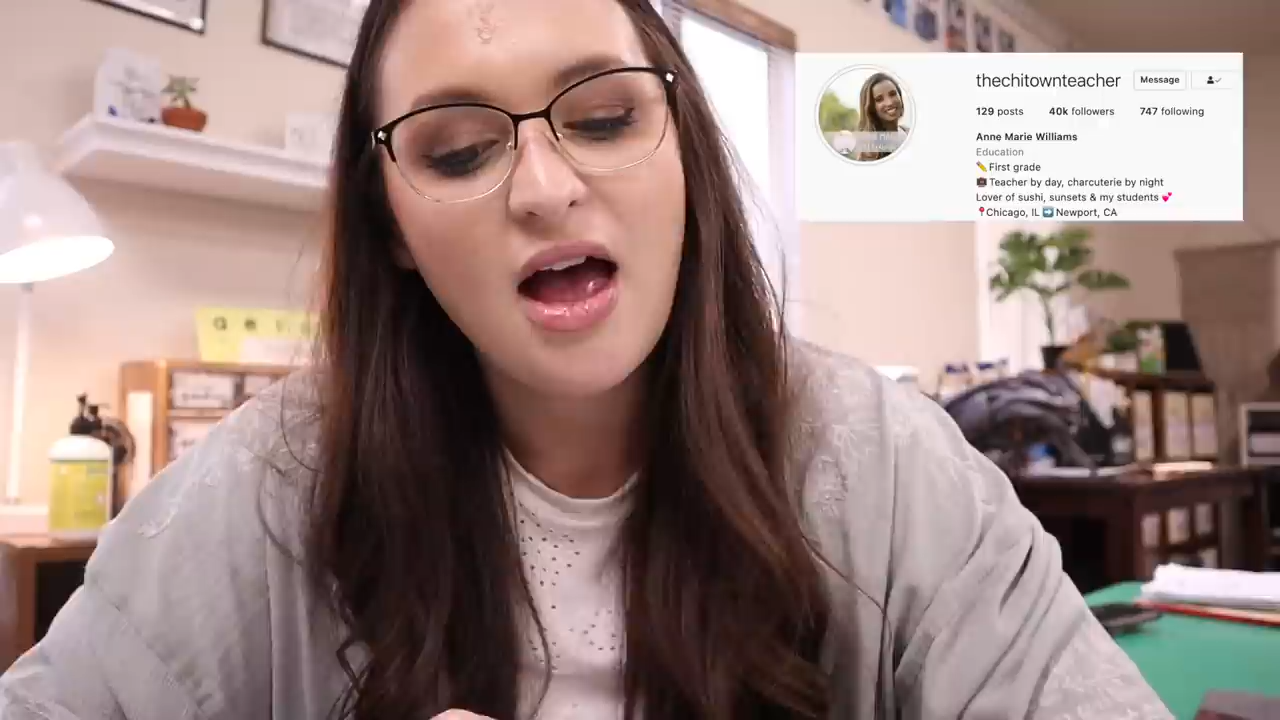 thechitownteacher Message
129 posts 40k followers 747 following
Anne Marie Williams
Education
✏️First grade
💼Teacher by day, charcuterie by night
Lover of sushi, sunsets & my students 💕
📍Chicago, IL ➡️Newport, CA